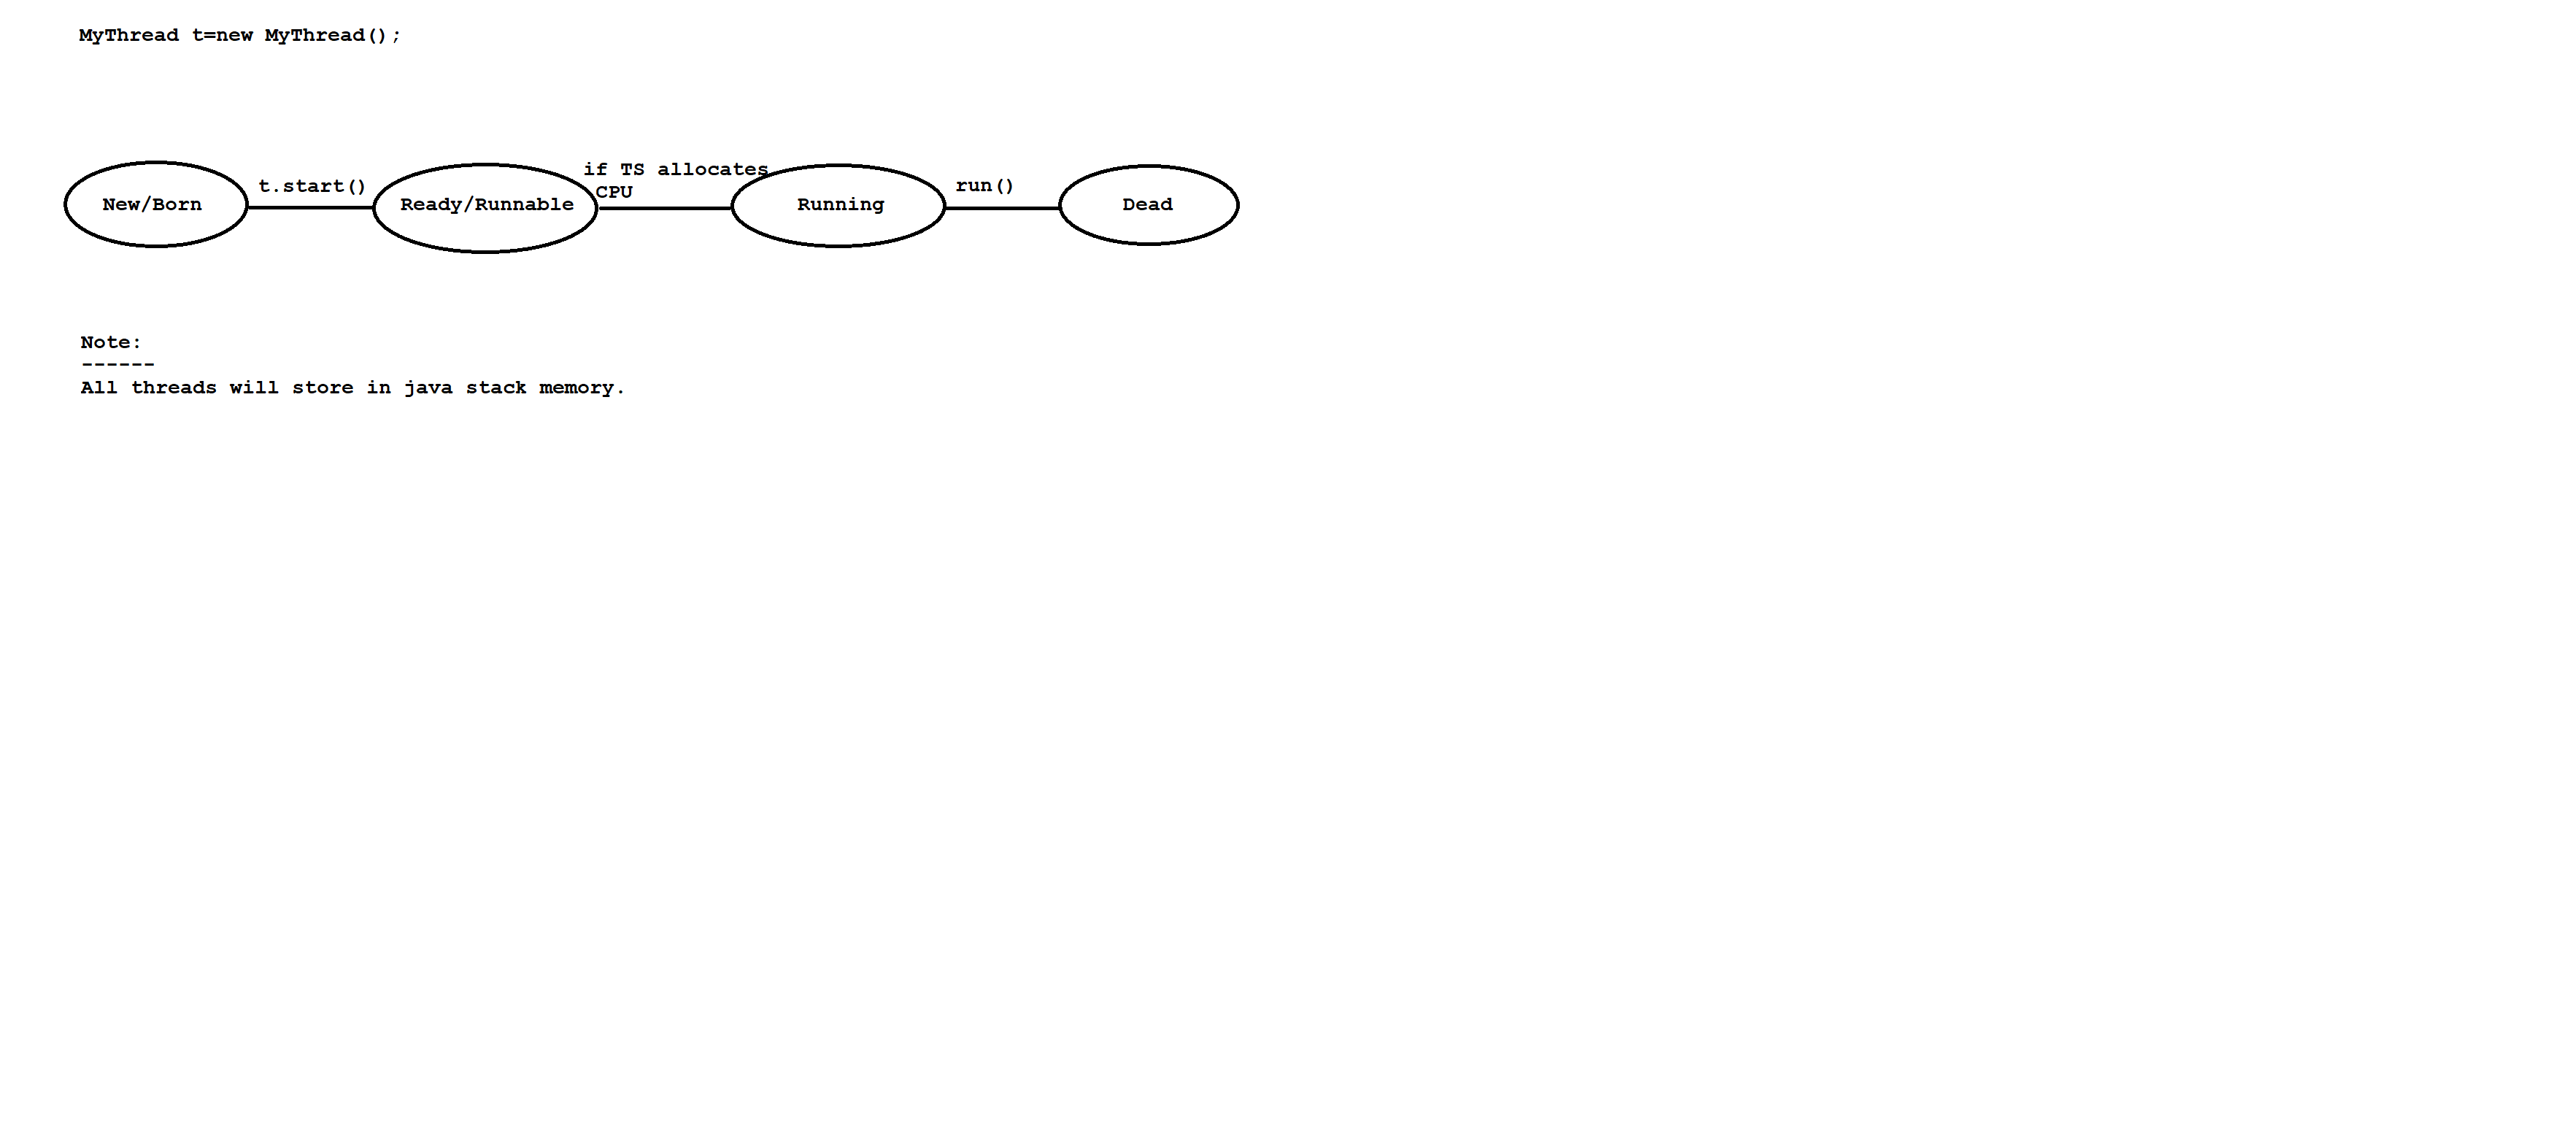 MyThread t=new MyThread();
if TS allocates
t.start()
CPU
run()
New/Born
Ready/Runnable
Running
Dead
Note:
------
All threads will store in java stack memory.